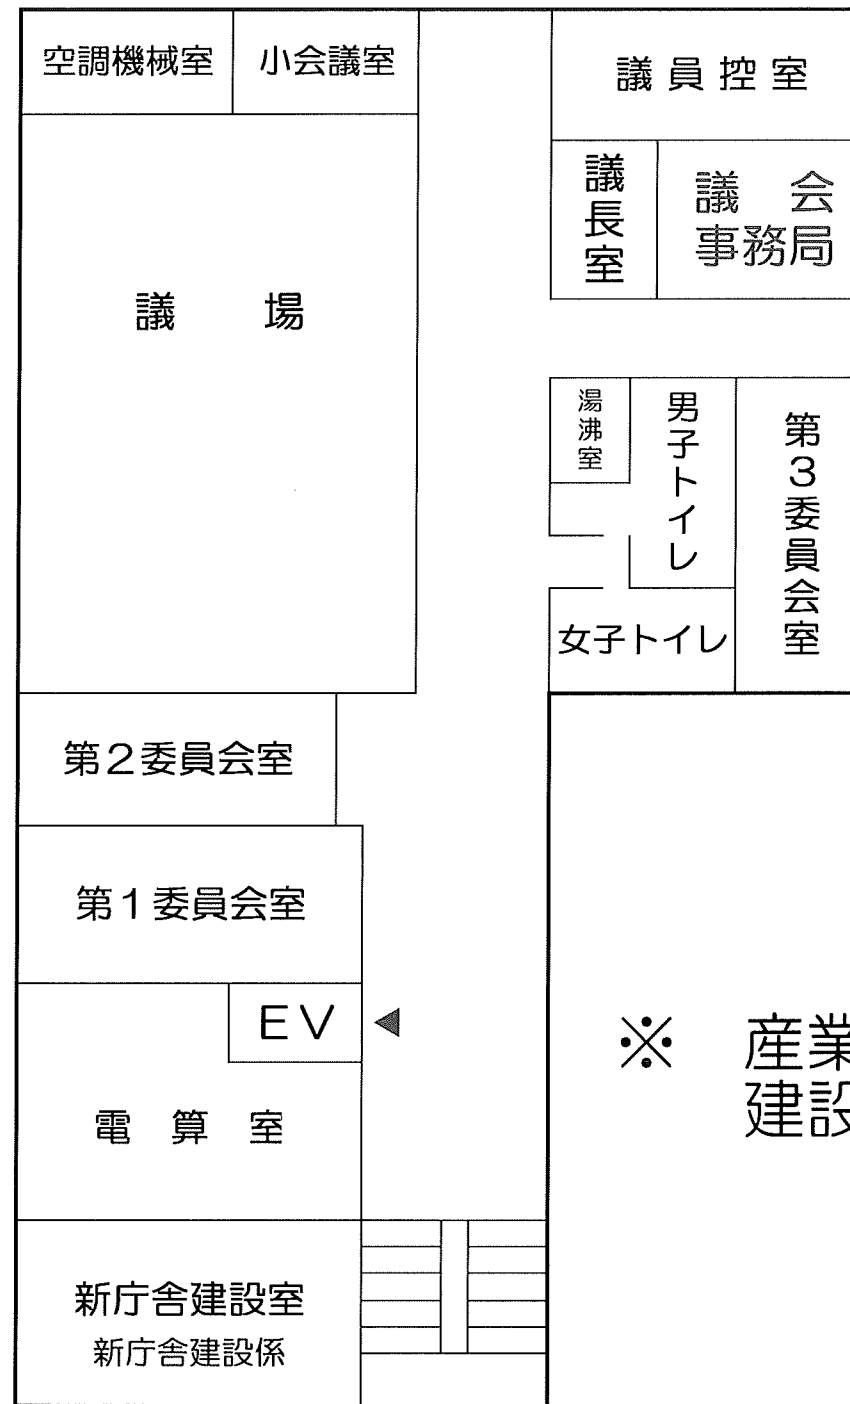 空調機械室
小会議室
議員控室
議長室
議会
事務局
議場
湯沸室
男子トイレ
第3委員会室
女子トイレ
第2委員会室
第1委員会室
EV
※ 産業
建設
電算室
新庁舎建設室
新庁舎建設係